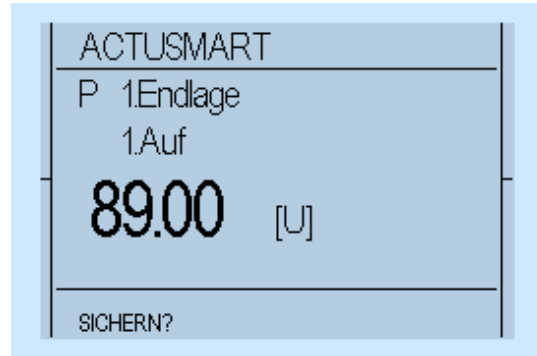 ACTUSMART
P 1.Endlage
1.Auf
89.00 [U]
SICHERN?